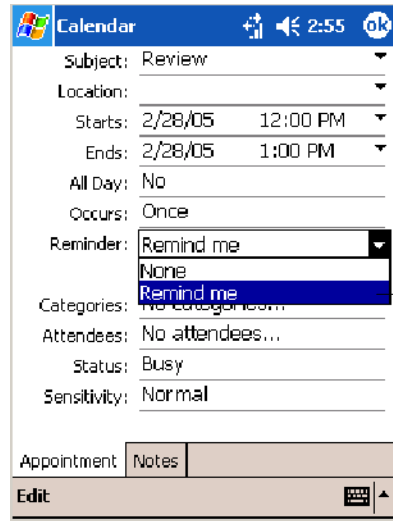 Calendar 2:55 ok
Subject: Review
Location:
Starts: 2/28/05 12:00 PM
Ends: 2/28/05 1:00 PM
All Day: No
Occurs: Once
Reminder: Remind me
None
Remind me
Categories: No categories...
Attendees: No attendees...
Status: Busy
Sensitivity: Normal
Appointment Notes
Edit